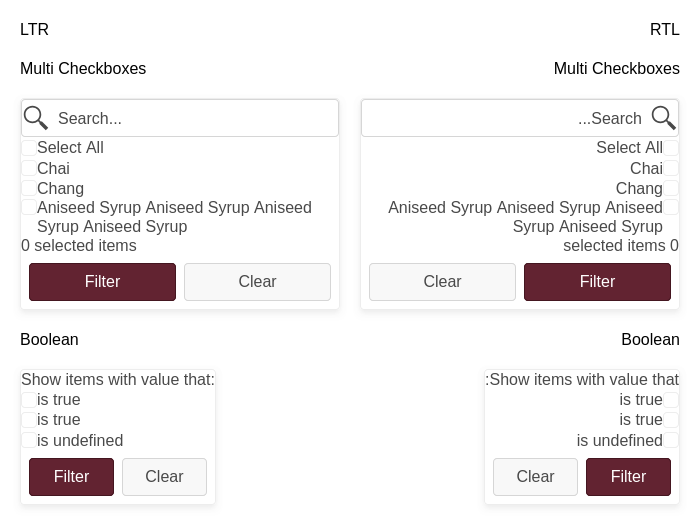 LTR
RTL
Multi Checkboxes
Multi Checkboxes
Search...
...Search
Select All
Chai
Chang
Aniseed Syrup Aniseed Syrup Aniseed
Syrup Aniseed Syrup
0 selected items
Filter
Clear
Select All
Chai
Chang
Aniseed Syrup Aniseed Syrup Aniseed
Syrup Aniseed Syrup
selected items 0
Clear
Filter
Boolean
Boolean
Show items with value that:
is true
is true
is undefined
Filter
Clear
:Show items with value that
is true
is true
is undefined
Clear
Filter